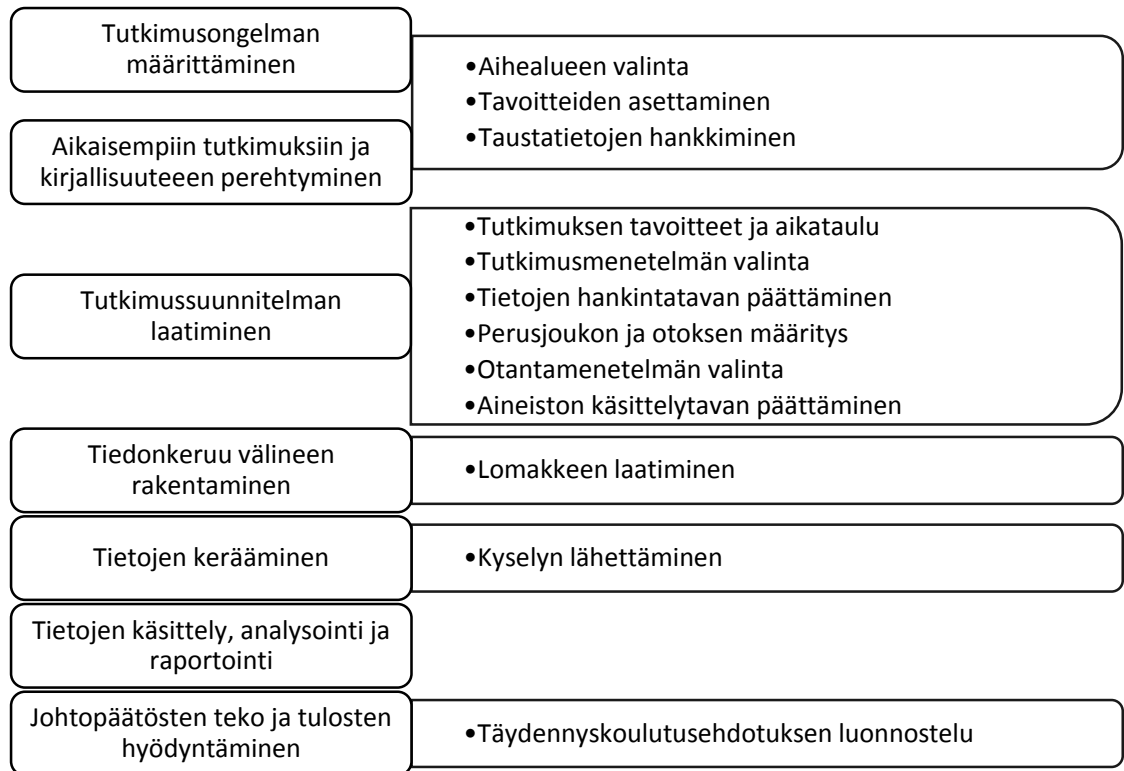 Tutkimusongelman
määrittäminen
•Aihealueen valinta
•Tavoitteiden asettaminen
•Taustatietojen hankkiminen
Aikaisempiin tutkimuksiin ja
kirjallisuuteeen perehtyminen
Tutkimussuunnitelman
laatiminen
•Tutkimuksen tavoitteet ja aikataulu
•Tutkimusmenetelmän valinta
•Tietojen hankintatavan päättäminen
•Perusjoukon ja otoksen määritys
•Otantamenetelmän valinta
•Aineiston käsittelytavan päättäminen
Tiedonkeruu välineen
rakentaminen
•Lomakkeen laatiminen
Tietojen kerääminen
•Kyselyn lähettäminen
Tietojen käsittely, analysointi ja
raportointi
Johtopäätösten teko ja tulosten
hyödyntäminen
•Täydennyskoulutusehdotuksen luonnostelu